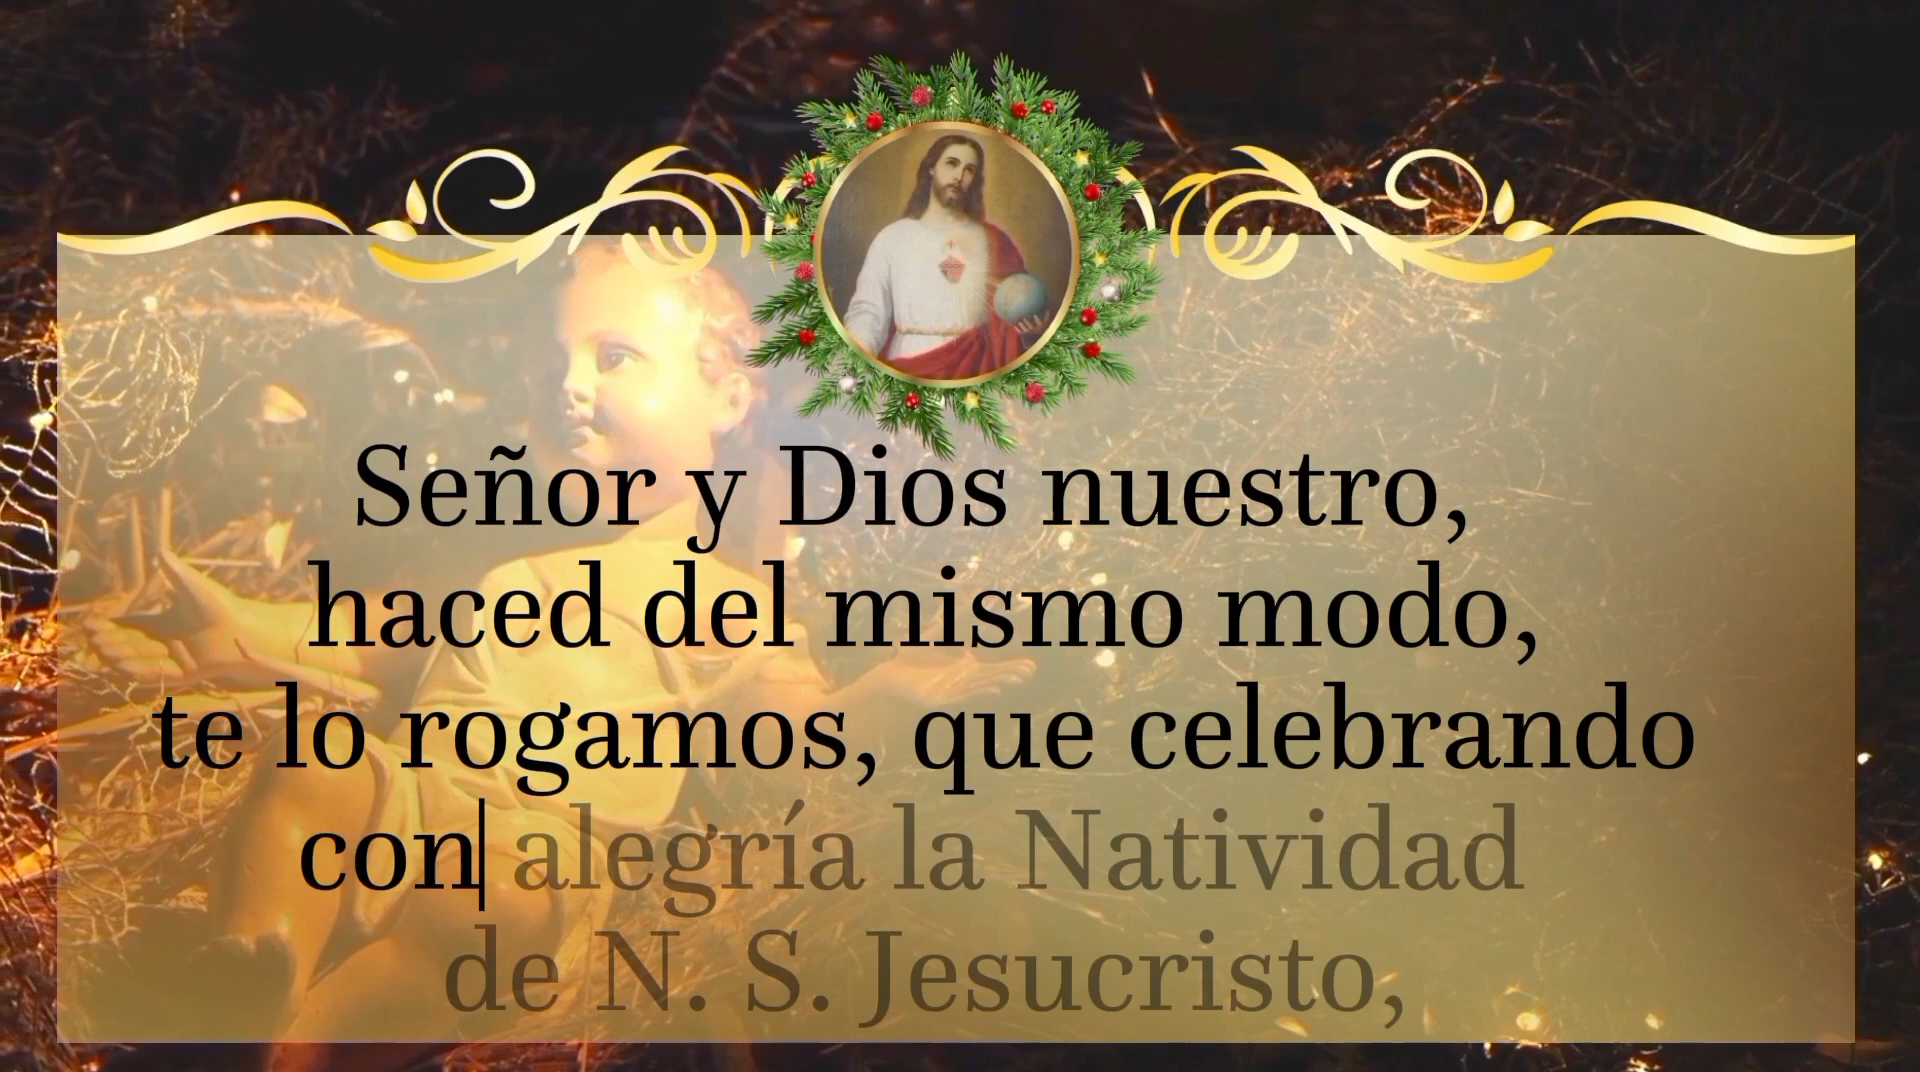 Señor y Dios nuestro,
haced del mismo modo,
te lo rogamos, que celebrando
con alegría la Natividad
de N. S. Jesucristo,